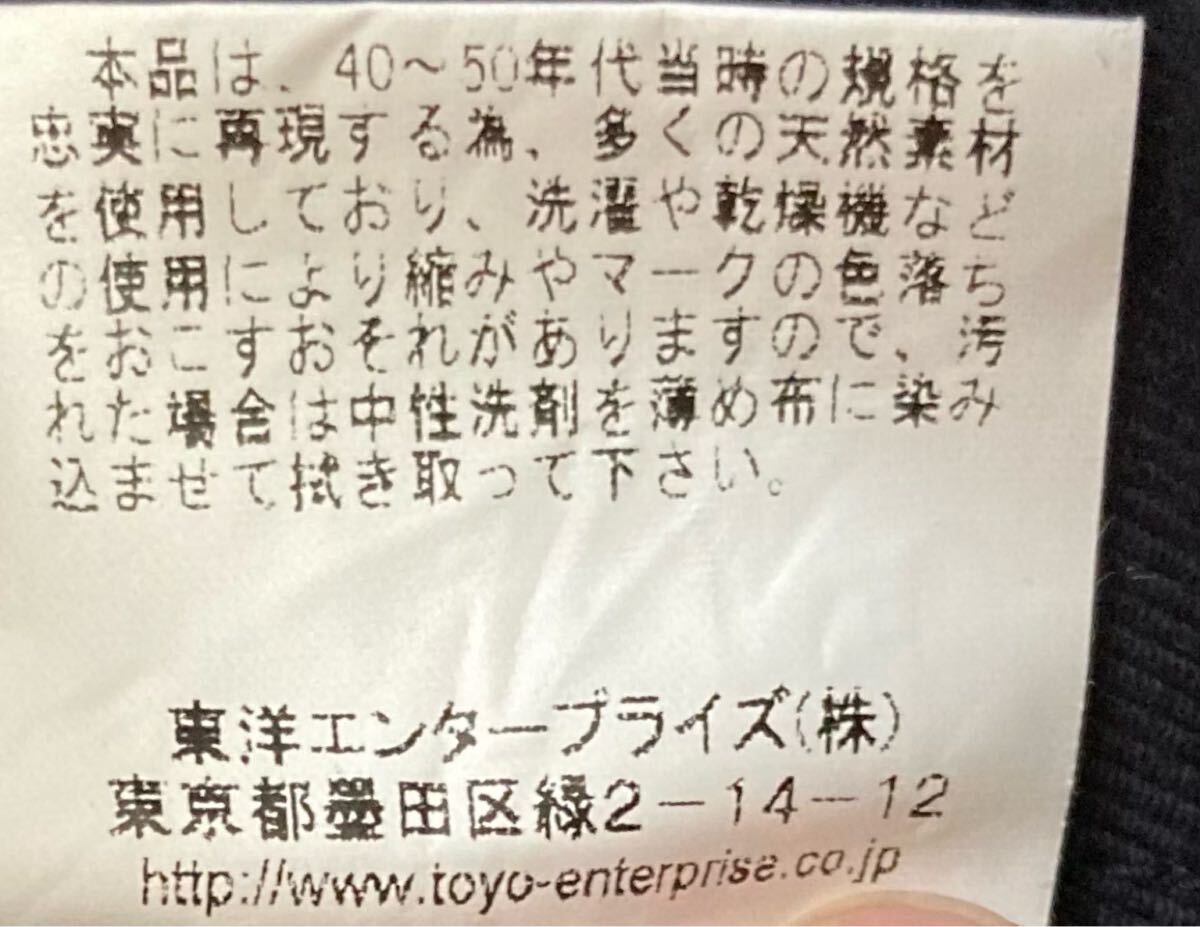 本品は、40～50年代当時の規格を
忠実に再現する為、多くの天然素材
を使用しており、洗濯や乾燥機など
の使用により縮みやマークの色落ち
をおこすおそれがありますので、汚
れた場合は中性洗剤を薄め布に染み
込ませて拭き取って下さい。
東洋エンタープライズ(株)
東京都墨田区緑2－14－12
http://www.toyo-enterprise.co.jp